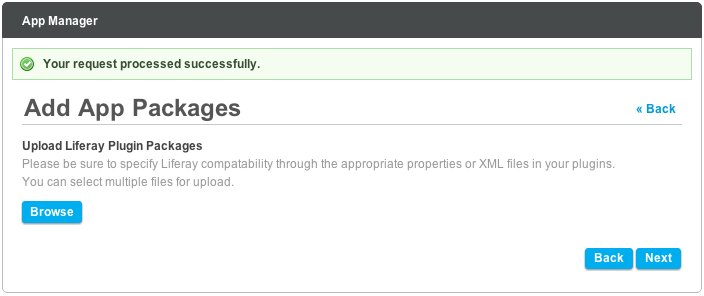 App Manager
Your request processed successfully.
Add App Packages
« Back
Upload Liferay Plugin Packages
Please be sure to specify Liferay compatability through the appropriate properties or XML files in your plugins.
You can select multiple files for upload.
Browse
Back Next